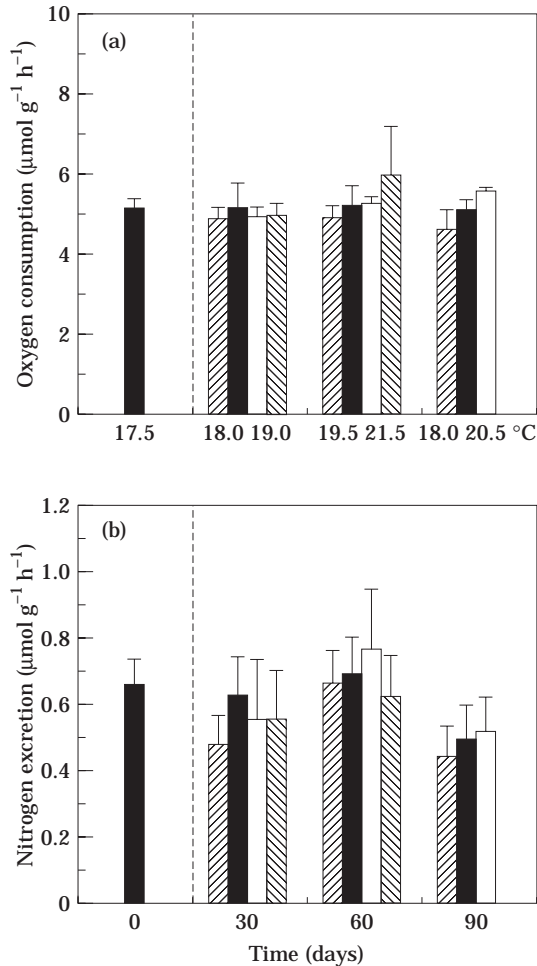 10
(a)
8
6
4
2
0
Oxygen consumption (μmol g⁻¹ h⁻¹)
17.5 18.0 19.0 19.5 21.5 18.0 20.5 °C
1.2
(b)
1.0
0.8
0.6
0.4
0.2
0
Nitrogen excretion (μmol g⁻¹ h⁻¹)
0 30 60 90
Time (days)